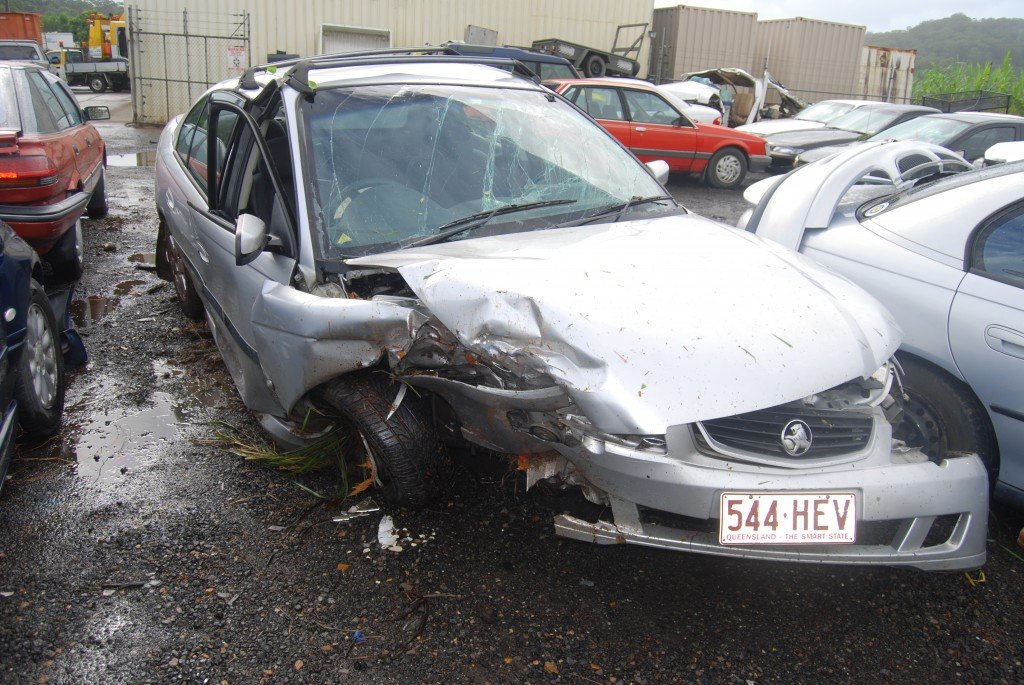 544·HEV
QUEENSLAND - THE SMART STATE